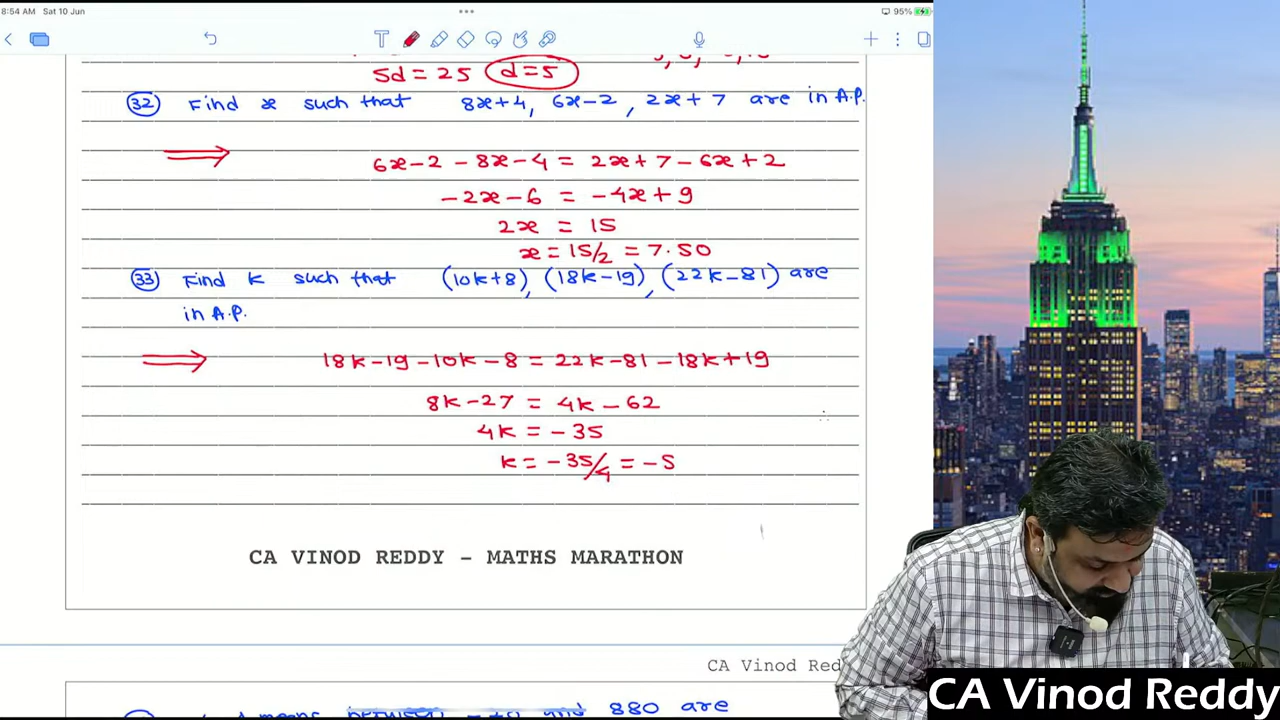 8:54 AM Sat 10 Jun
95%
5d = 25 d=5
32 Find x such that 8x+4, 6x-2, 2x+7 are in A.P.
⟹ 6x-2-8x-4 = 2x+7-6x+2
-2x-6 = -4x+9
2x = 15
x = 15/2 = 7.50
33 Find k such that (10k+8), (18k-19), (22k-81) are
in A.P.
⟹ 18k-19-10k-8 = 22k-81-18k+19
8k-27 = 4k-62
4k = -35
k = -35/4 = -5
CA VINOD REDDY - MATHS MARATHON
CA Vinod Red
means between and 880 are
CA Vinod Reddy